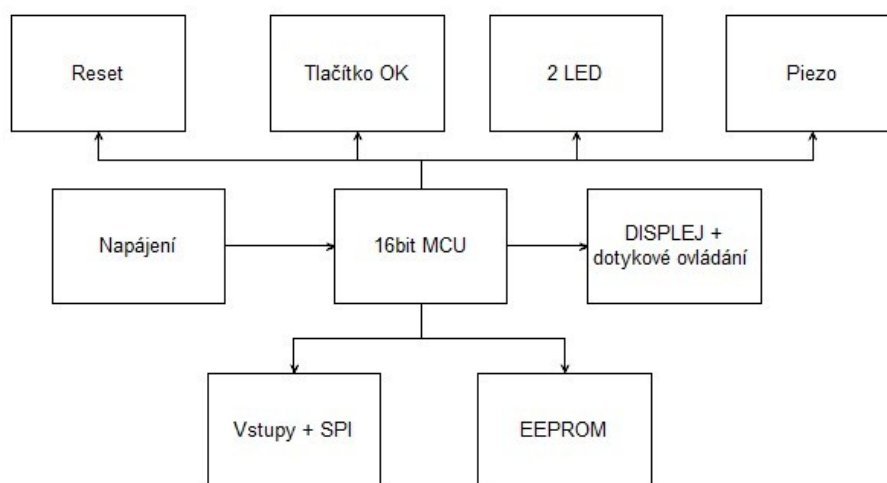 Reset
Tlačítko OK
2 LED
Piezo
Napájení
16bit MCU
DISPLEJ +
dotykové ovládání
Vstupy + SPI
EEPROM